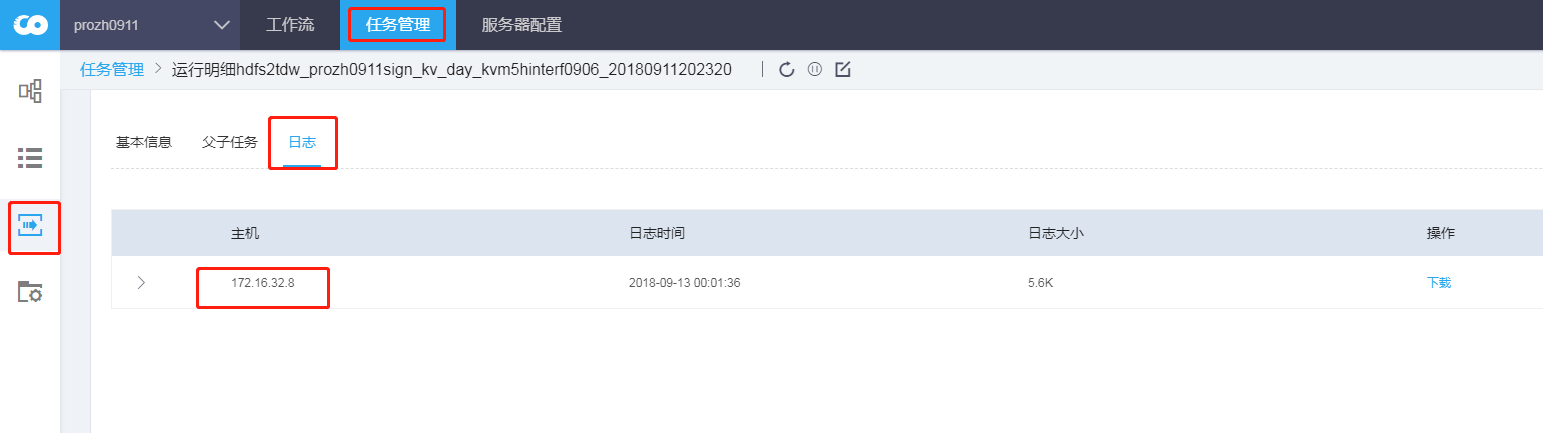 prozh0911 工作流 任务管理 服务器配置
任务管理 > 运行明细hdfs2tdw_prozh0911sign_kv_day_kvm5hinterf0906_20180911202320
基本信息 父子任务 日志
主机 日志时间 日志大小 操作
172.16.32.8 2018-09-13 00:01:36 5.6K 下载